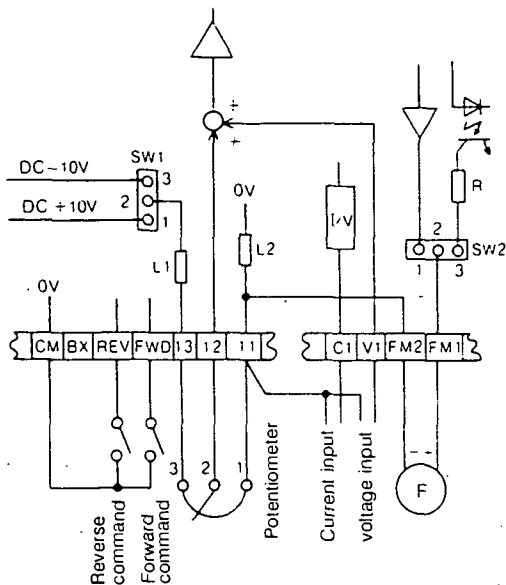 ÷
+
SW1
DC−10V
3
2
DC+10V
1
0V
L1
0V
L2
I/V
R
2
1
3
SW2
CM BX REV FWD 13 12 11
C1 V1 FM2 FM1
3
2
1
− +
F
Reverse
command
Forward
command
Potentiometer
Current input
voltage input